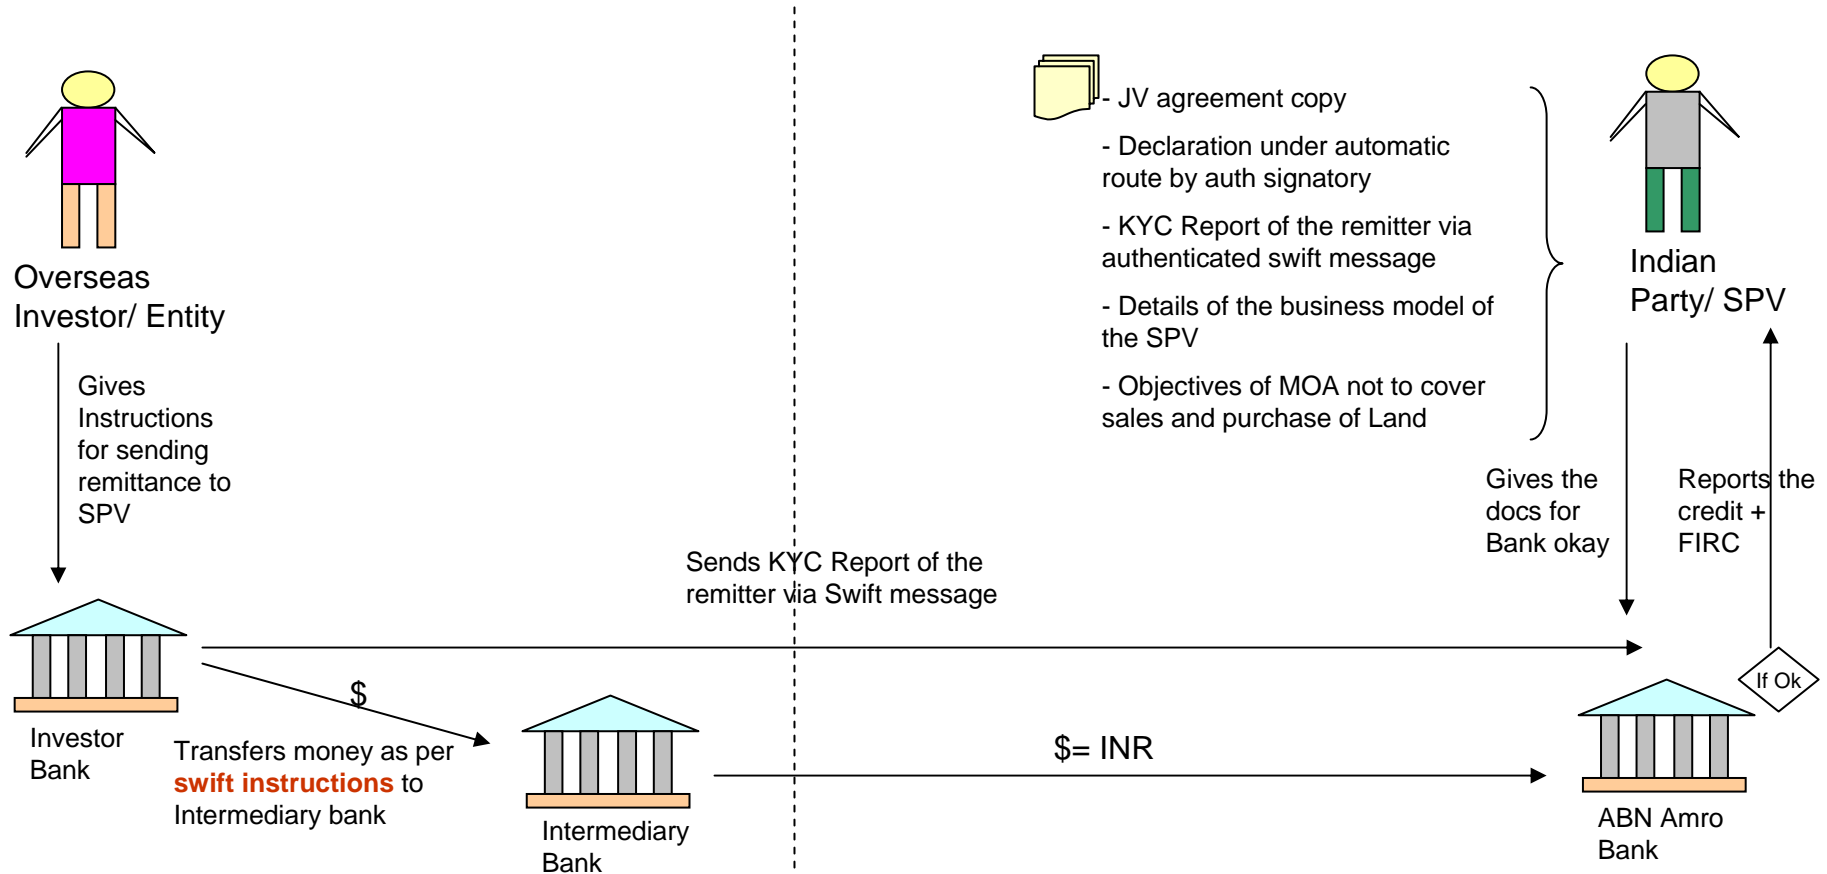 - JV agreement copy
- Declaration under automatic
route by auth signatory
- KYC Report of the remitter via
authenticated swift message
- Details of the business model of
the SPV
- Objectives of MOA not to cover
sales and purchase of Land
Overseas
Investor/ Entity
Indian
Party/ SPV
Gives
Instructions
for sending
remittance to
SPV
Gives the
docs for
Bank okay
Reports the
credit +
FIRC
Sends KYC Report of the
remitter via Swift message
If Ok
$
Investor
Bank
Transfers money as per
swift instructions to
Intermediary bank
$= INR
Intermediary
Bank
ABN Amro
Bank